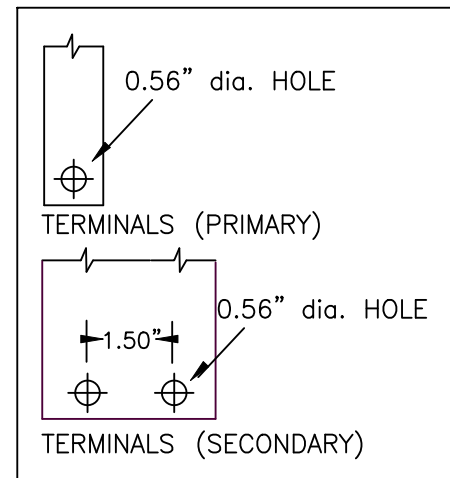 0.56” dia. HOLE
TERMINALS (PRIMARY)
0.56” dia. HOLE
1.50”
TERMINALS (SECONDARY)